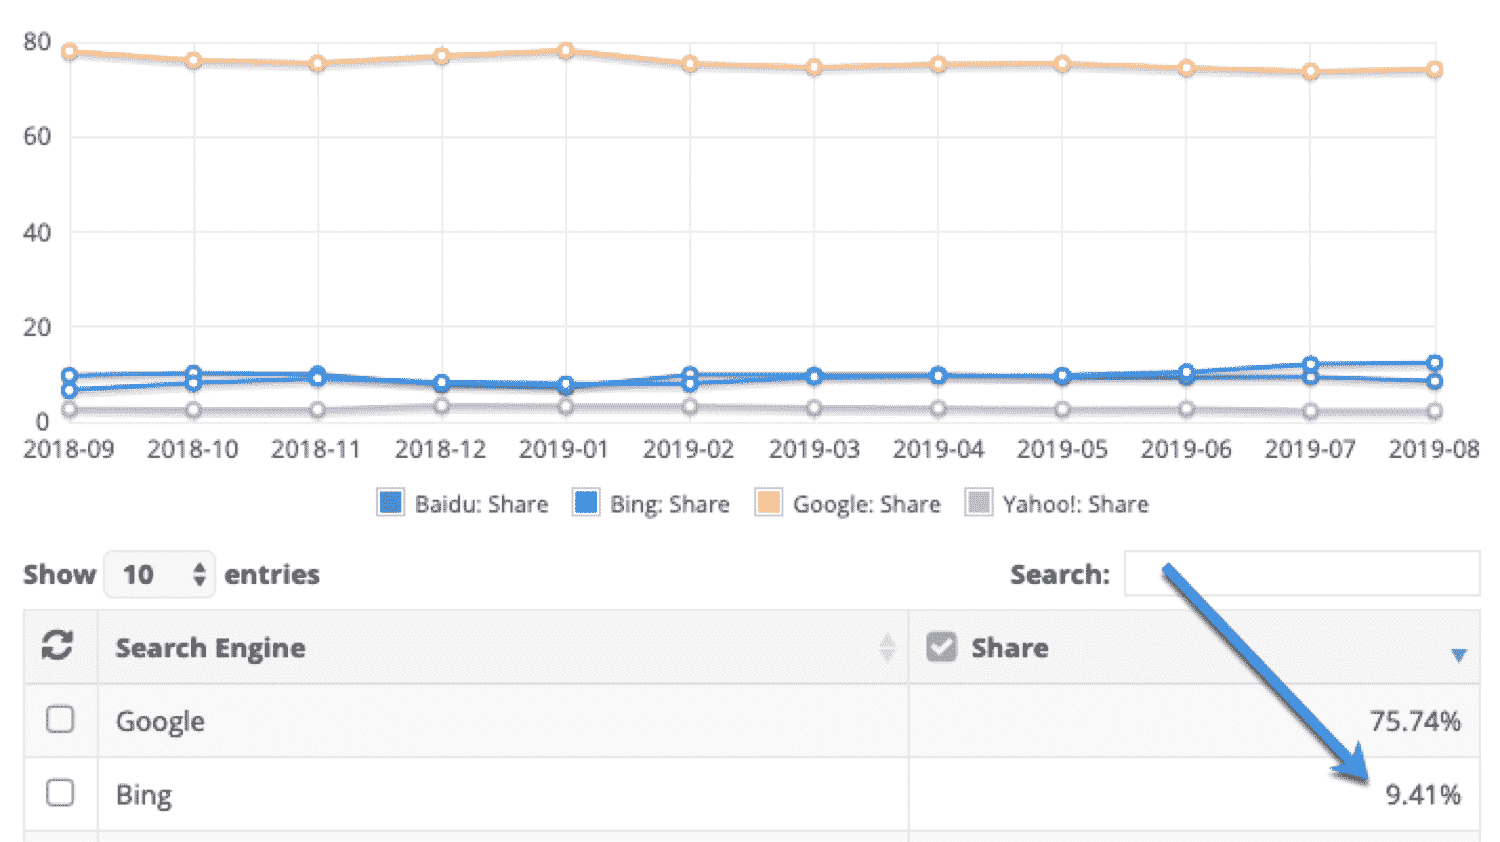 80
60
40
20
0
2018-09 2018-10 2018-11 2018-12 2019-01 2019-02 2019-03 2019-04 2019-05 2019-06 2019-07 2019-08
Baidu: Share Bing: Share Google: Share Yahoo!: Share
Show 10 entries Search:
Search Engine Share
Google 75.74%
Bing 9.41%